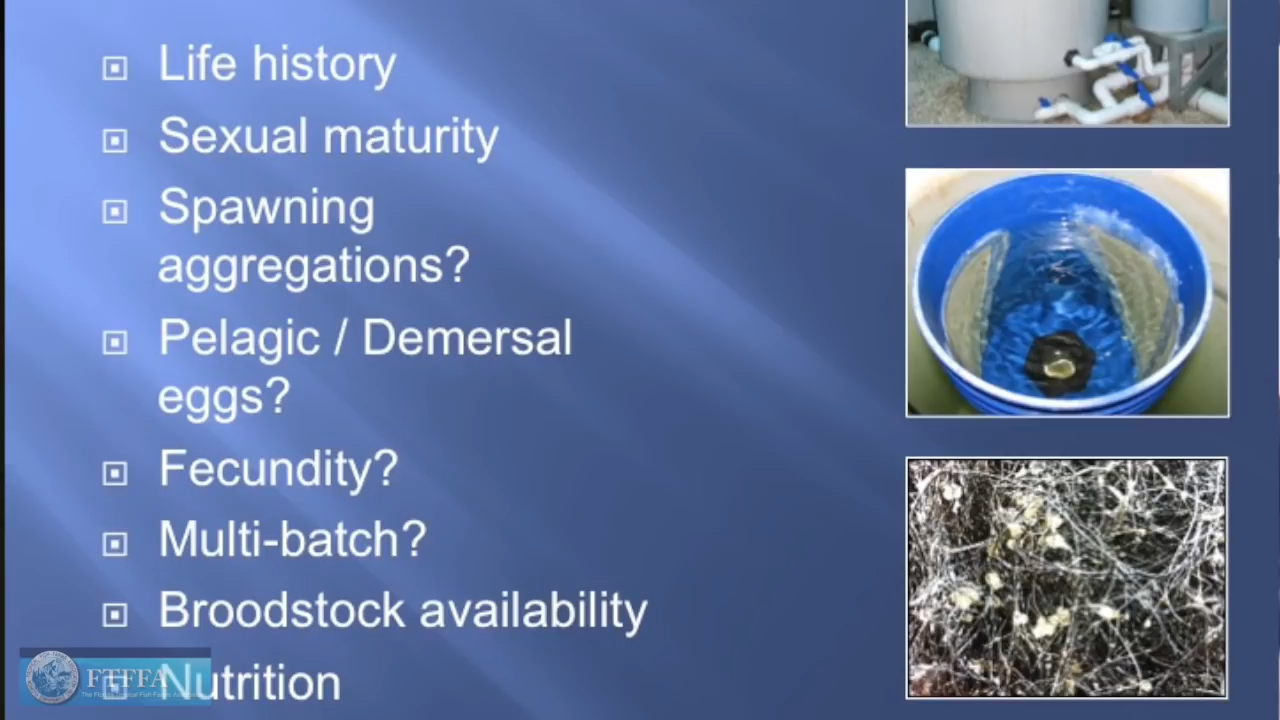 Life history
Sexual maturity
Spawning
aggregations?
Pelagic / Demersal
eggs?
Fecundity?
Multi-batch?
Broodstock availability
Nutrition
FTFFA